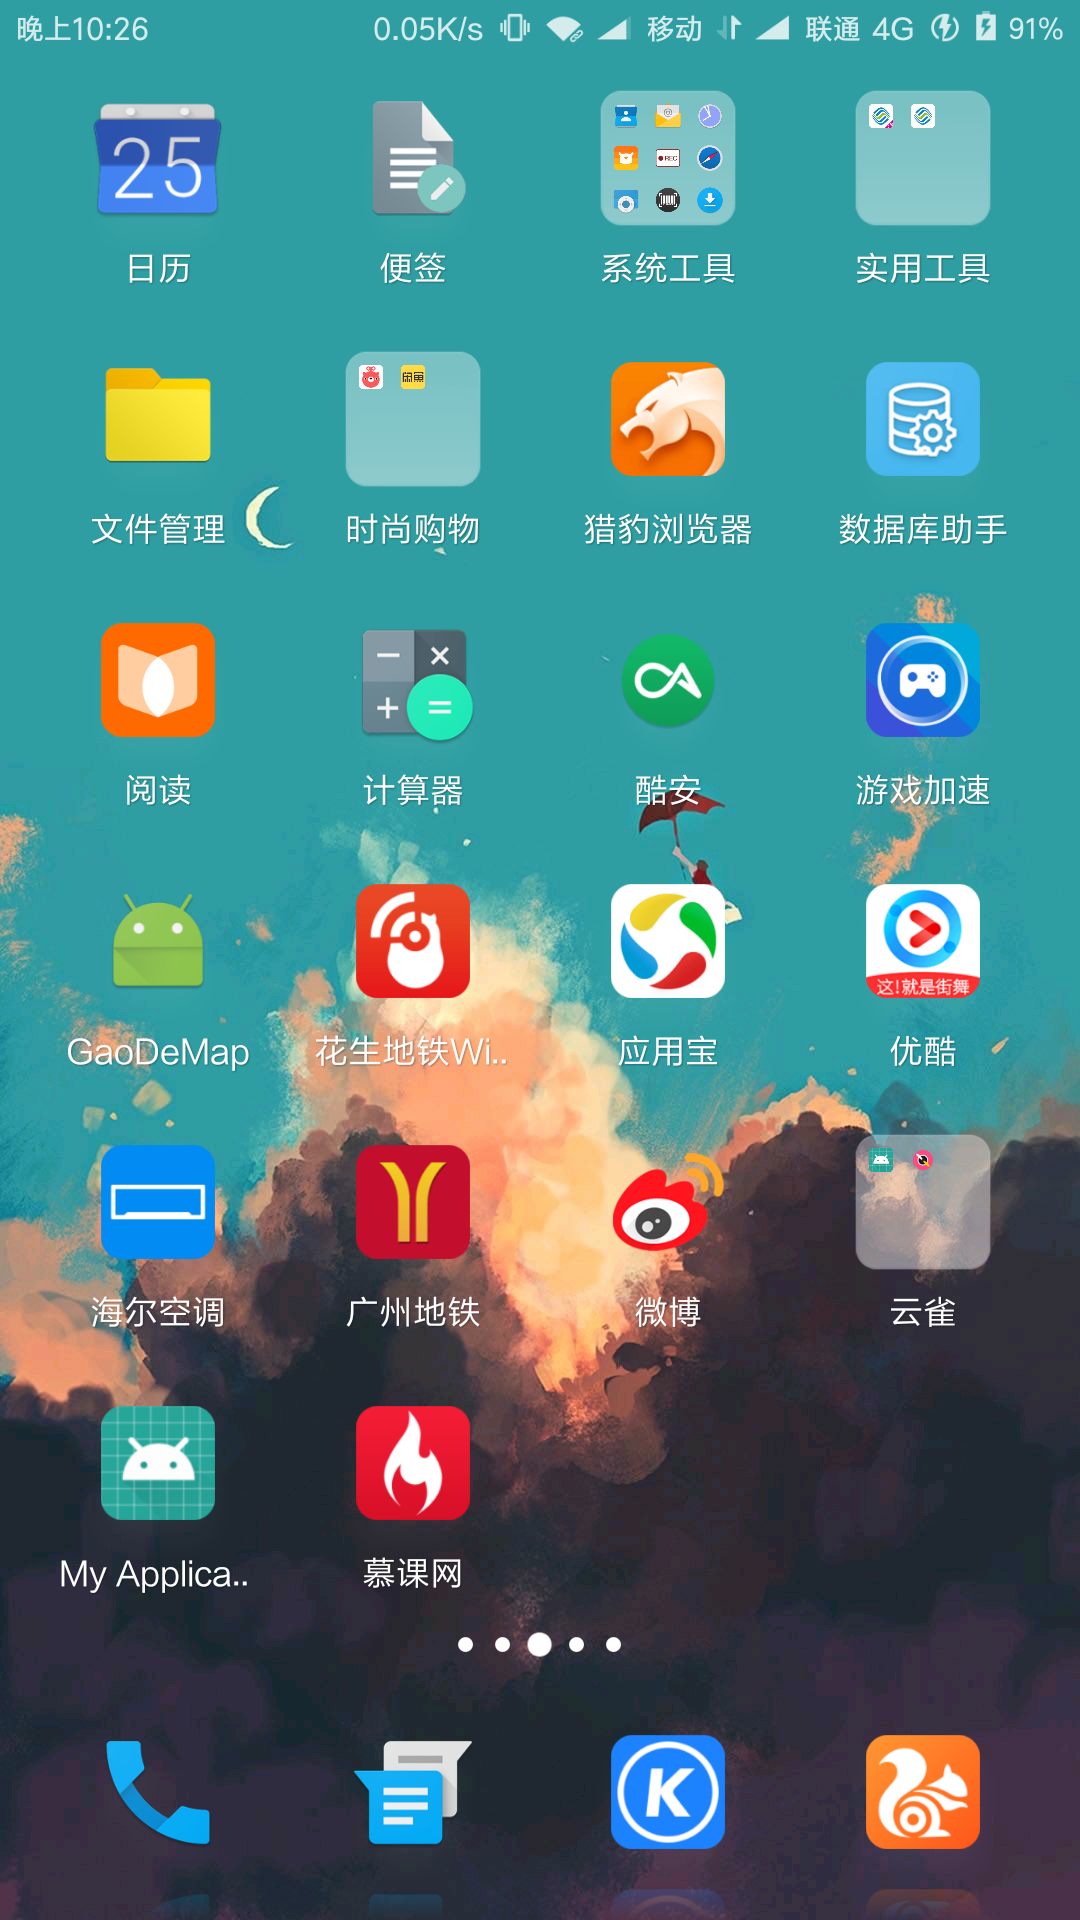 晚上10:26 0.05K/s 移动 联通 4G 91%
25
日历 便签 系统工具 实用工具
闲鱼
文件管理 时尚购物 猎豹浏览器 数据库助手
阅读 计算器 酷安 游戏加速
这!就是街舞
GaoDeMap 花生地铁Wi.. 应用宝 优酷
海尔空调 广州地铁 微博 云雀
My Applica.. 慕课网
K